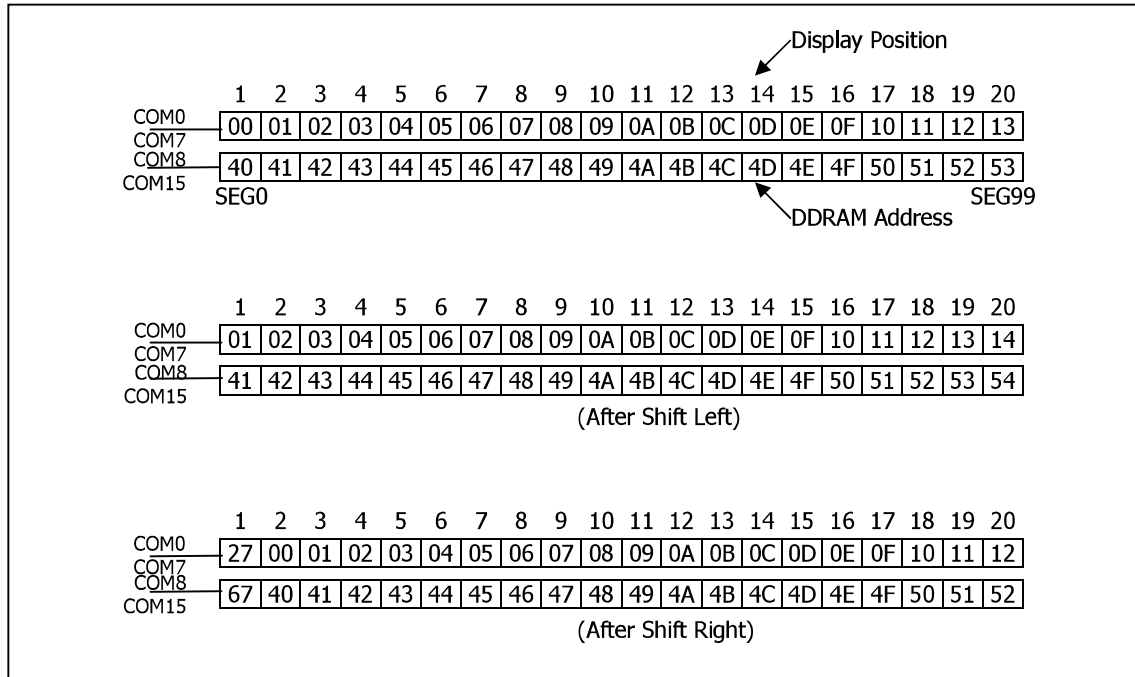 Display Position
1 2 3 4 5 6 7 8 9 10 11 12 13 14 15 16 17 18 19 20
COM0
COM7
00 01 02 03 04 05 06 07 08 09 0A 0B 0C 0D 0E 0F 10 11 12 13
COM8
COM15
40 41 42 43 44 45 46 47 48 49 4A 4B 4C 4D 4E 4F 50 51 52 53
SEG0 SEG99
DDRAM Address
1 2 3 4 5 6 7 8 9 10 11 12 13 14 15 16 17 18 19 20
COM0
COM7
01 02 03 04 05 06 07 08 09 0A 0B 0C 0D 0E 0F 10 11 12 13 14
COM8
COM15
41 42 43 44 45 46 47 48 49 4A 4B 4C 4D 4E 4F 50 51 52 53 54
(After Shift Left)
1 2 3 4 5 6 7 8 9 10 11 12 13 14 15 16 17 18 19 20
COM0
COM7
27 00 01 02 03 04 05 06 07 08 09 0A 0B 0C 0D 0E 0F 10 11 12
COM8
COM15
67 40 41 42 43 44 45 46 47 48 49 4A 4B 4C 4D 4E 4F 50 51 52
(After Shift Right)